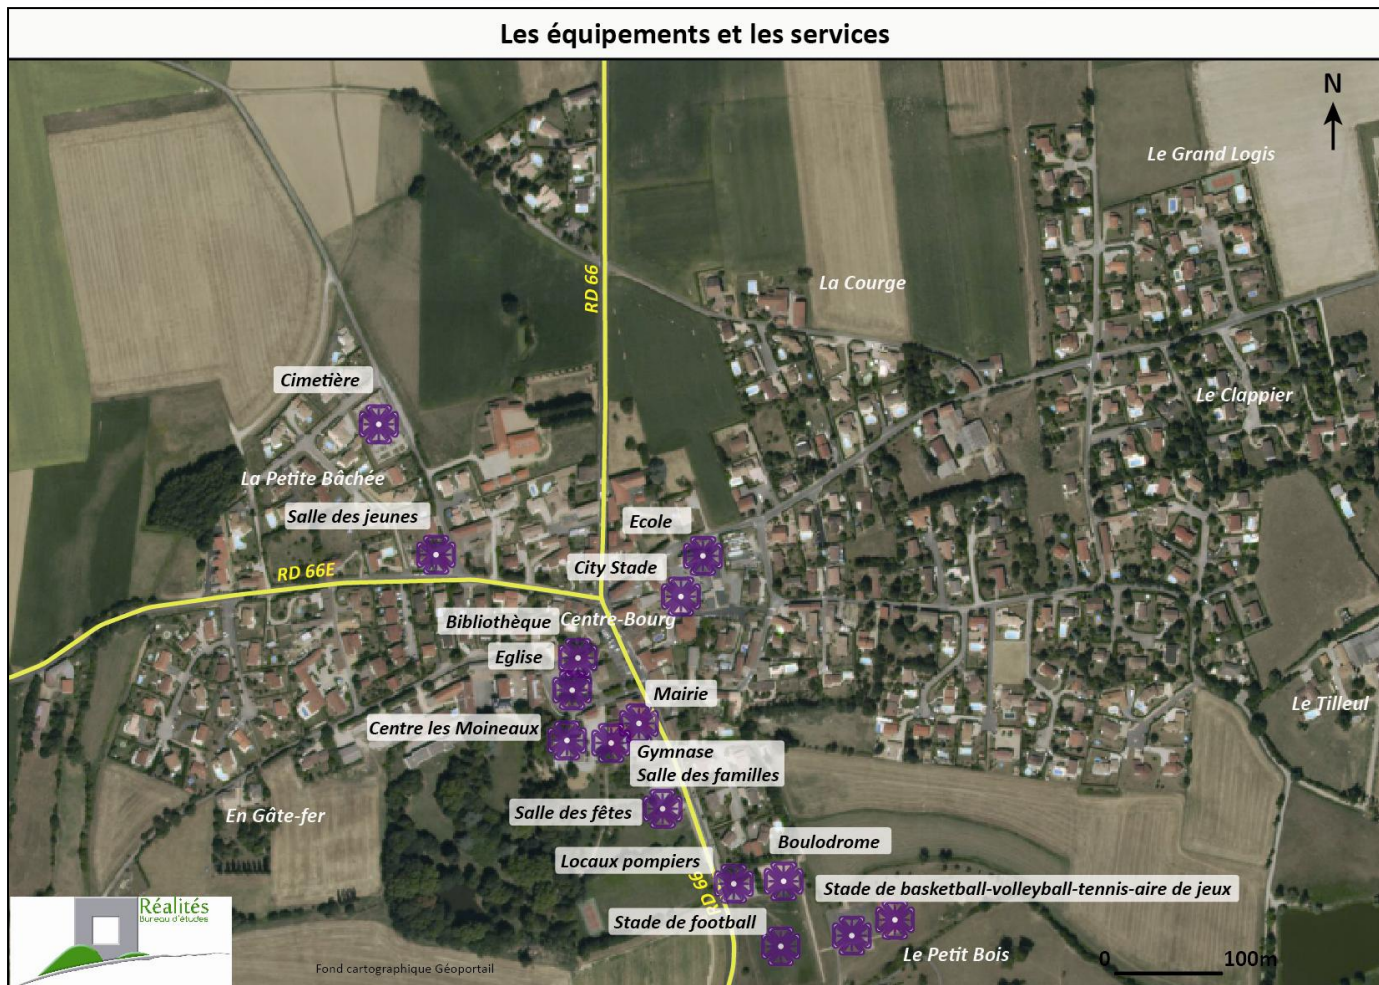 Les équipements et les services
N
Le Grand Logis
RD 66
La Courge
Cimetière
Le Clappier
La Petite Bâchée
Salle des jeunes
Ecole
City Stade
RD 66E
Bibliothèque
Centre-Bourg
Eglise
Mairie
Le Tilleul
Centre les Moineaux
Gymnase
Salle des familles
En Gâte-fer
Salle des fêtes
Boulodrome
Locaux pompiers
RD 66
Stade de basketball-volleyball-tennis-aire de jeux
Stade de football
Le Petit Bois
Réalités
Bureau d'études
Fond cartographique Géoportail
0 100m